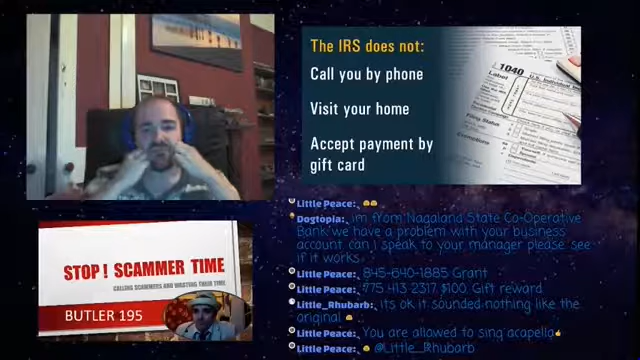 The IRS does not:
Call you by phone
Visit your home
Accept payment by
gift card
1040
Label
Filing Status
Exemptions
STOP! SCAMMER TIME
CALLING SCAMMERS AND WASTING THEIR TIME
BUTLER 195
Little Peace:
Dogtopia: im from Nagaland State Co-Operative
Bank we have a problem with your business
account can i speak to your manager please see
if it works
Little Peace: 845-640-1885 Grant
Little Peace: 775 413 2317. $100. Gift reward
Little_Rhubarb: its ok it sounded nothing like the
original
Little Peace: You are allowed to sing acapella
Little Peace: @Little_Rhubarb